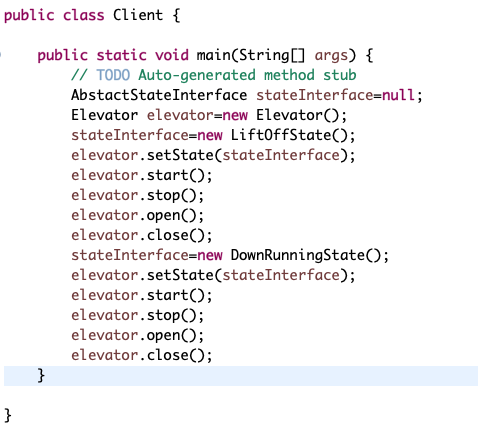 public class Client {
public static void main(String[] args) {
// TODO Auto-generated method stub
AbstactStateInterface stateInterface=null;
Elevator elevator=new Elevator();
stateInterface=new LiftOffState();
elevator.setState(stateInterface);
elevator.start();
elevator.stop();
elevator.open();
elevator.close();
stateInterface=new DownRunningState();
elevator.setState(stateInterface);
elevator.start();
elevator.stop();
elevator.open();
elevator.close();
}
}